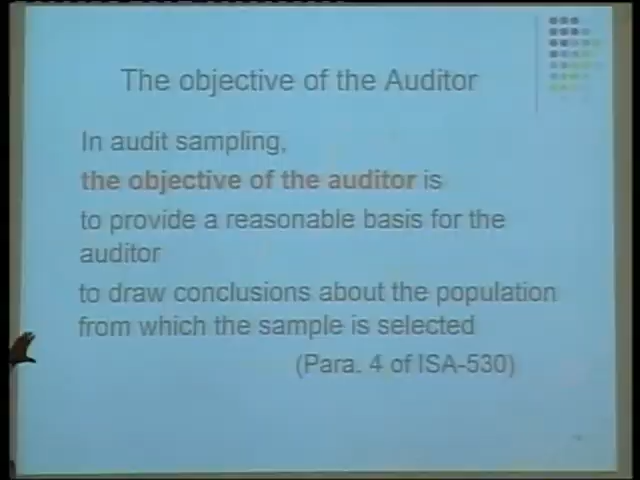 The objective of the Auditor
In audit sampling,
the objective of the auditor is
to provide a reasonable basis for the
auditor
to draw conclusions about the population
from which the sample is selected
(Para. 4 of ISA-530)